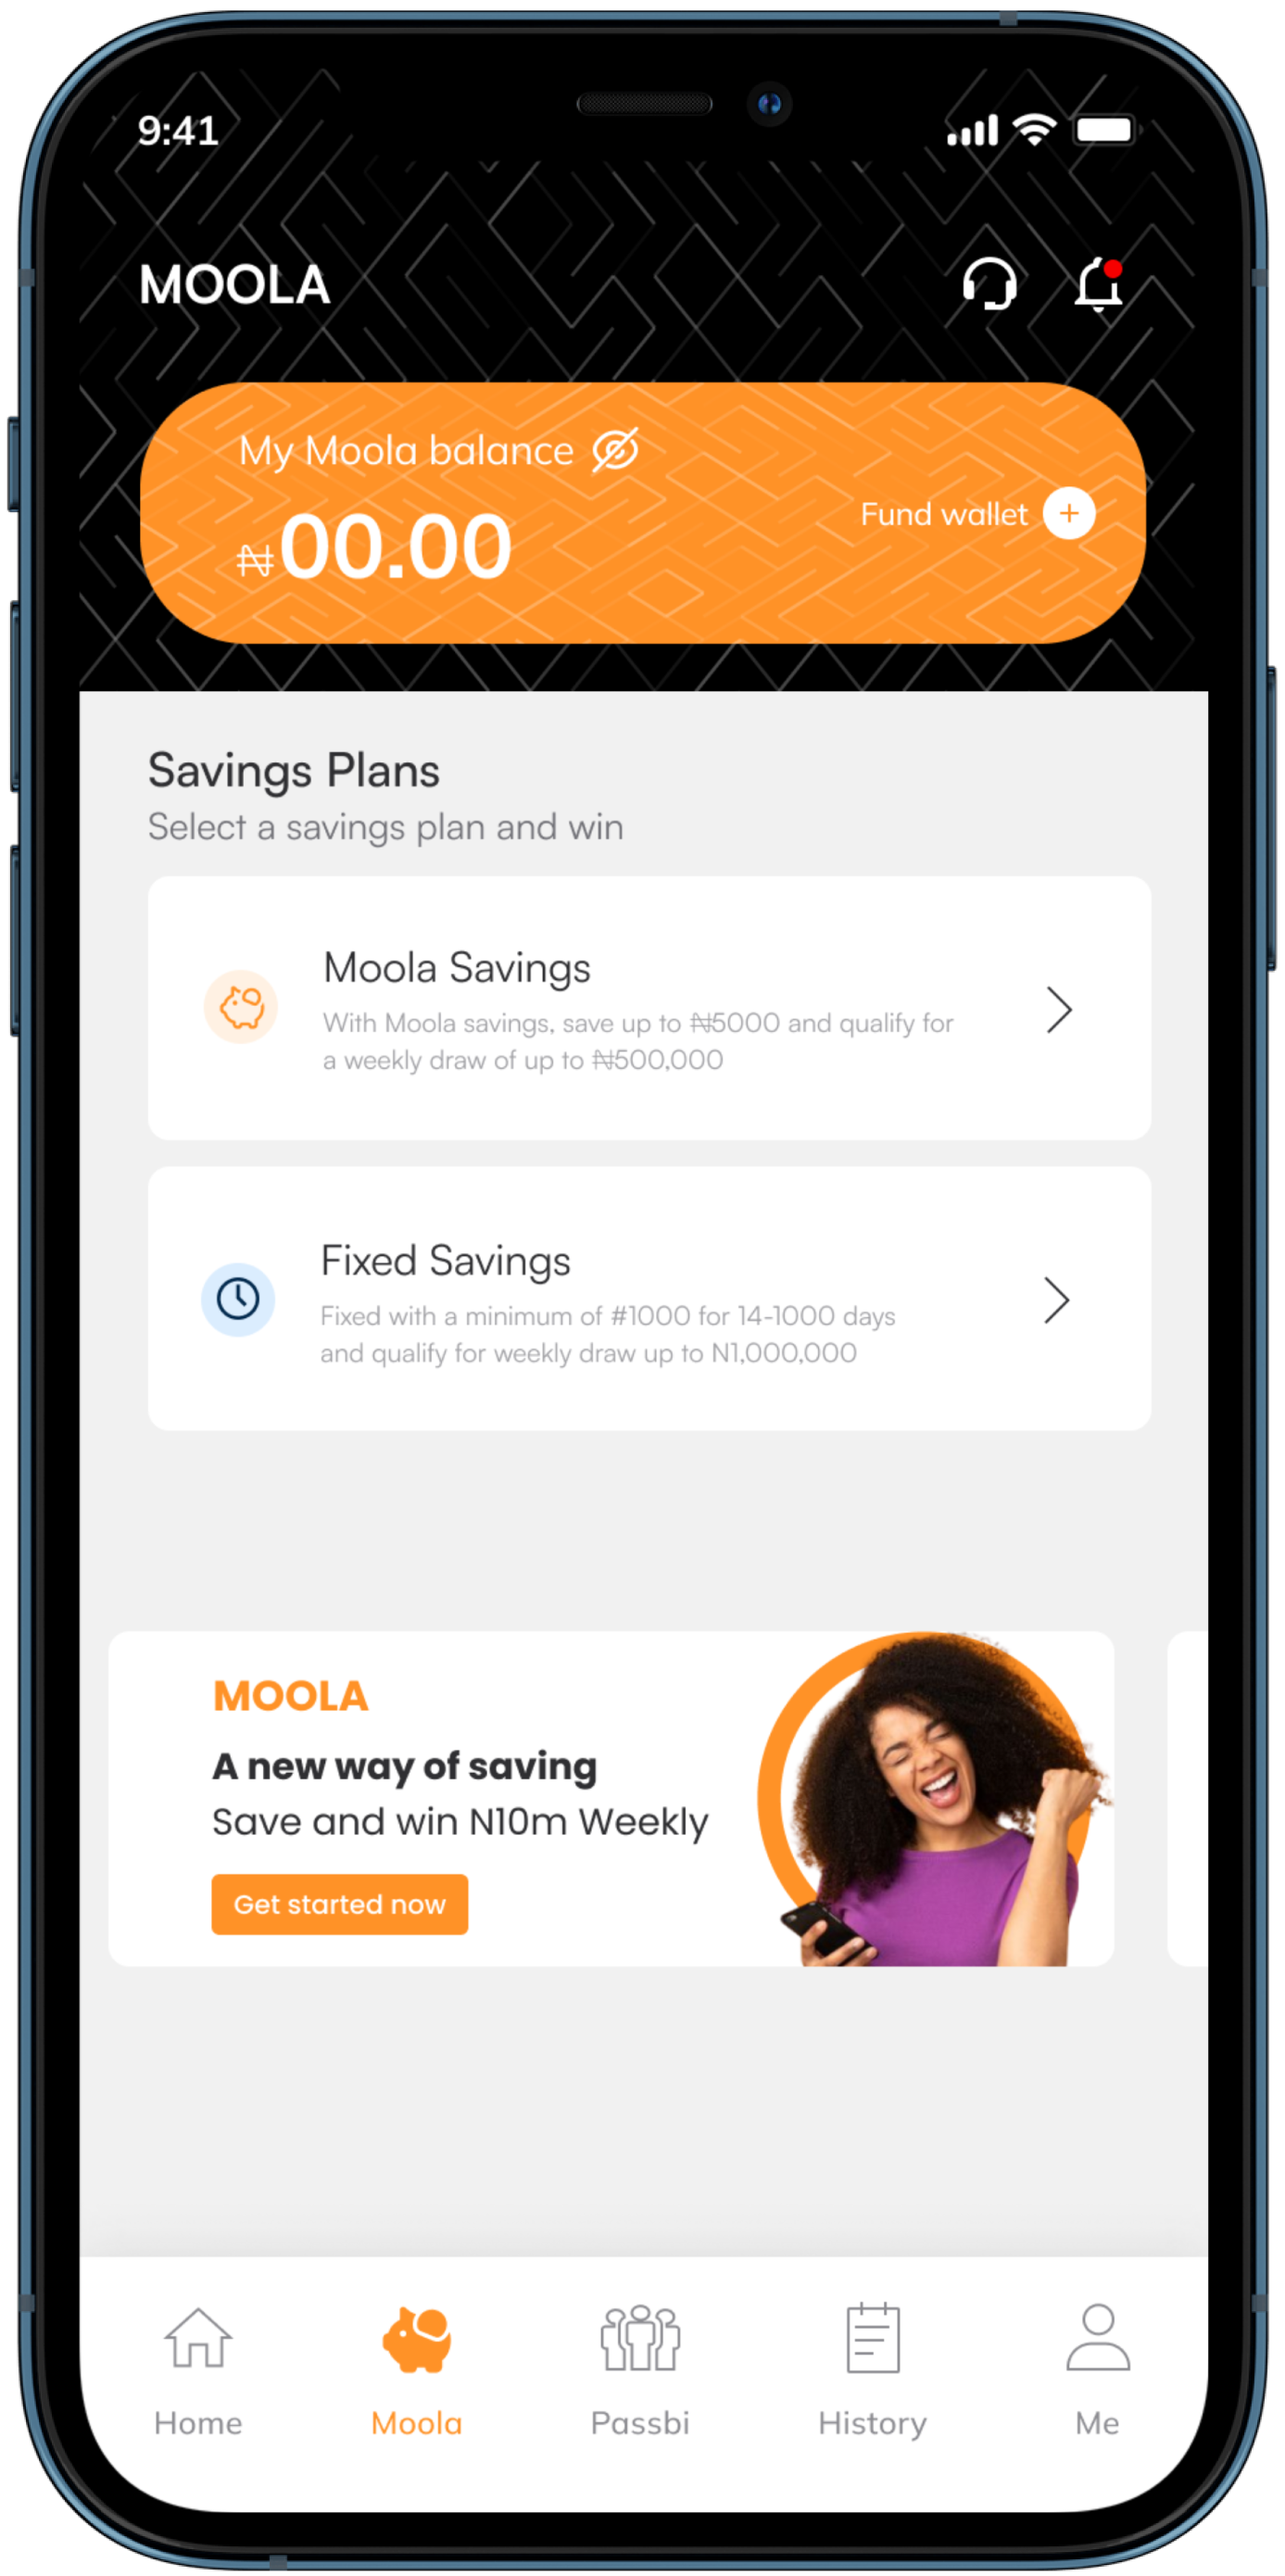 9:41
MOOLA
My Moola balance
₦00.00
Fund wallet
Savings Plans
Select a savings plan and win
Moola Savings
With Moola savings, save up to ₦5000 and qualify for
a weekly draw of up to ₦500,000
Fixed Savings
Fixed with a minimum of #1000 for 14-1000 days
and qualify for weekly draw up to N1,000,000
MOOLA
A new way of saving
Save and win N10m Weekly
Get started now
Home
Moola
Passbi
History
Me